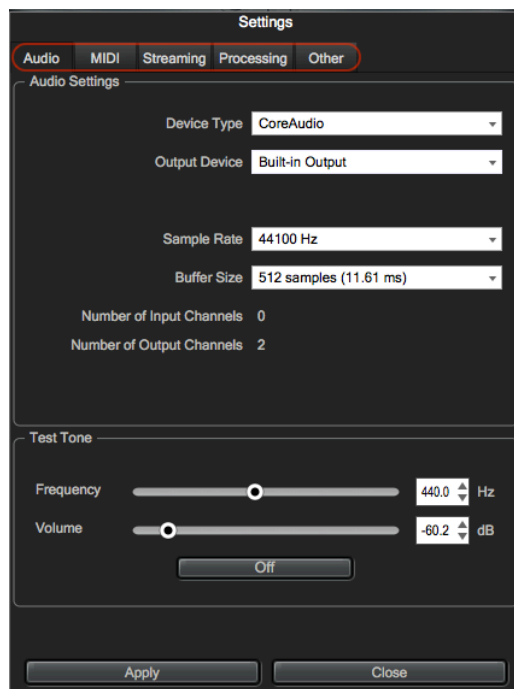 Settings
Audio MIDI Streaming Processing Other
Audio Settings
Device Type CoreAudio
Output Device Built-in Output
Sample Rate 44100 Hz
Buffer Size 512 samples (11.61 ms)
Number of Input Channels 0
Number of Output Channels 2
Test Tone
Frequency 440.0 Hz
Volume -60.2 dB
Off
Apply Close